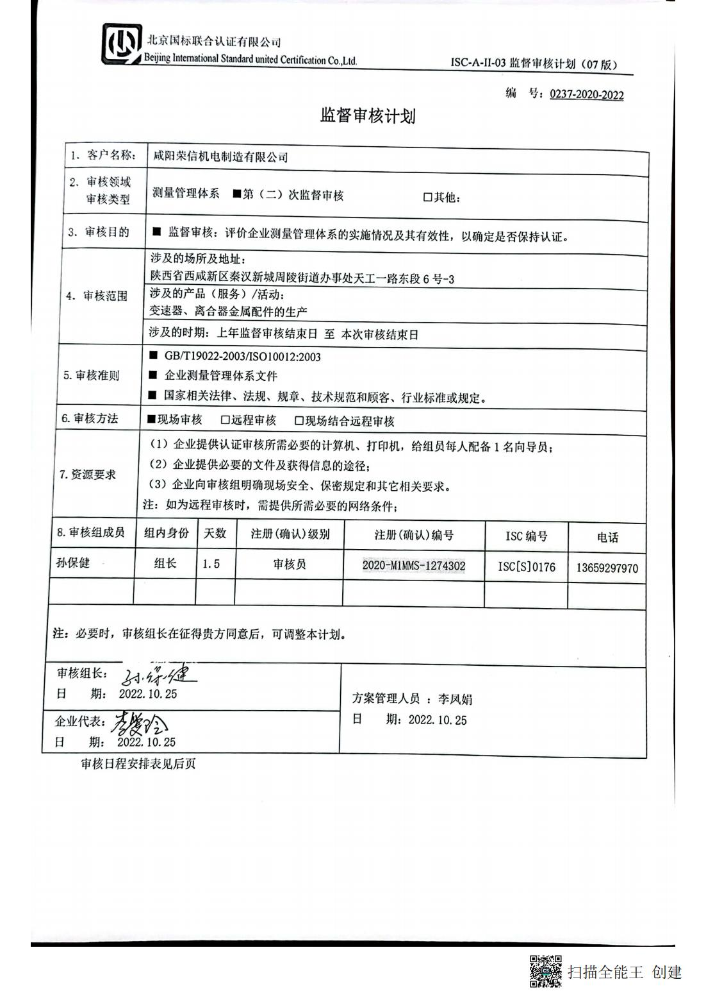 北京国标联合认证有限公司
Beijing International Standard united Certification Co.,Ltd.
ISC-A-II-03 监督审核计划（07 版）
编 号：0237-2020-2022
监督审核计划
1. 客户名称： 咸阳荣信机电制造有限公司
2. 审核领域
审核类型
测量管理体系 ■第（二）次监督审核 □其他：
3. 审核目的 ■ 监督审核：评价企业测量管理体系的实施情况及其有效性，以确定是否保持认证。
4. 审核范围
涉及的场所及地址：
陕西省西咸新区秦汉新城周陵街道办事处天工一路东段 6 号-3
涉及的产品（服务）/活动：
变速器、离合器金属配件的生产
涉及的时期：上年监督审核结束日 至 本次审核结束日
5.审核准则
■ GB/T19022-2003/ISO10012:2003
■ 企业测量管理体系文件
■ 国家相关法律、法规、规章、技术规范和顾客、行业标准或规定。
6.审核方法 ■现场审核 □远程审核 □现场结合远程审核
7.资源要求
（1）企业提供认证审核所需必要的计算机、打印机，给组员每人配备 1 名向导员；
（2）企业提供必要的文件及获得信息的途径；
（3）企业向审核组明确现场安全、保密规定和其它相关要求。
注：如为远程审核时，需提供所需必要的网络条件；
8.审核组成员 组内身份 天数 注册(确认)级别 注册(确认)编号 ISC 编号 电话
孙保健 组长 1.5 审核员 2020-M1MMS-1274302 ISC[S]0176 13659297970
注：必要时，审核组长在征得贵方同意后，可调整本计划。
审核组长：孙保健
日 期：2022.10.25
企业代表：
日 期：2022.10.25
方案管理人员 ：李凤娟
日 期：2022.10.25
审核日程安排表见后页
扫描全能王 创建